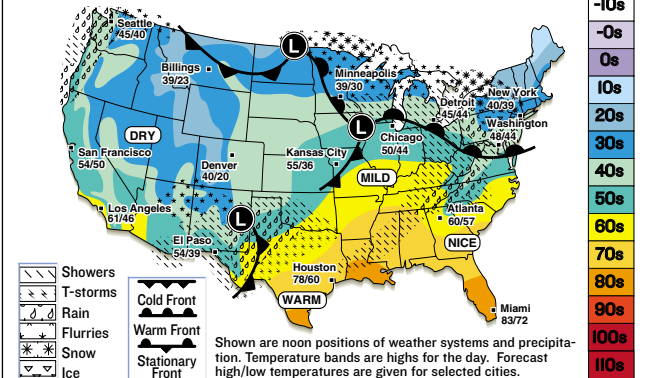 -10s
-0s
0s
10s
20s
30s
40s
50s
60s
70s
80s
90s
100s
110s
Seattle
45/40
L
Billings
39/23
Minneapolis
39/30
New York
40/39
Detroit
45/44
Washington
48/44
DRY
L
Chicago
50/44
San Francisco
54/50
Kansas City
55/36
Denver
40/20
MILD
Los Angeles
61/46
L
Atlanta
60/57
El Paso
54/39
NICE
Houston
78/60
WARM
Miami
83/72
Showers
T-storms
Rain
Flurries
Snow
Ice
Cold Front
Warm Front
Stationary
Front
Shown are noon positions of weather systems and precipita-
tion. Temperature bands are highs for the day. Forecast
high/low temperatures are given for selected cities.